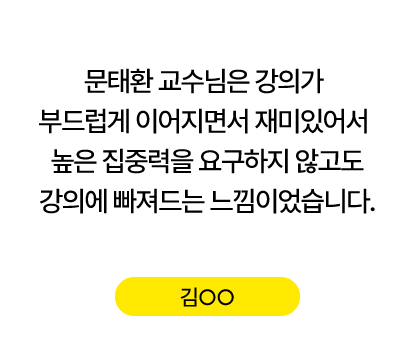 문태환 교수님은 강의가
부드럽게 이어지면서 재미있어서
높은 집중력을 요구하지 않고도
강의에 빠져드는 느낌이었습니다.
김○○